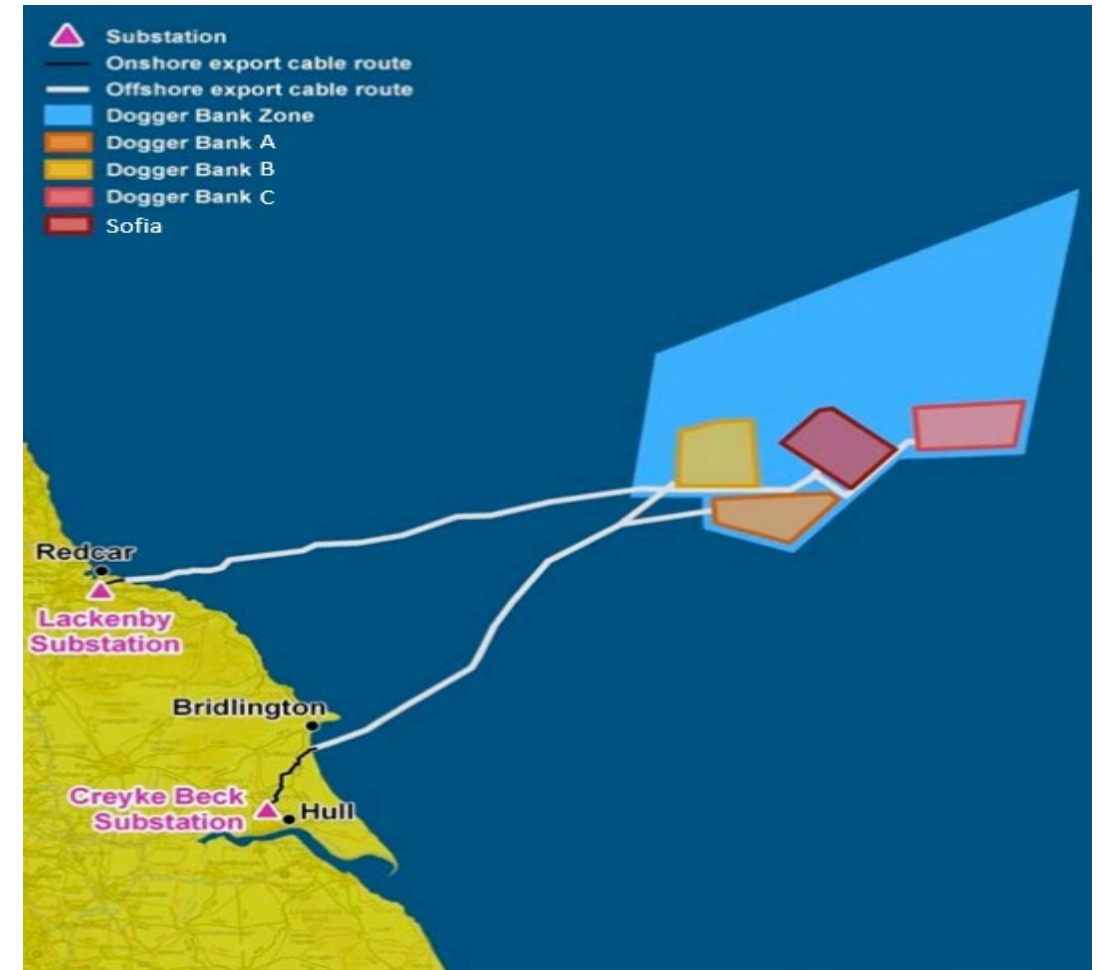 Substation
Onshore export cable route
Offshore export cable route
Dogger Bank Zone
Dogger Bank A
Dogger Bank B
Dogger Bank C
Sofia
Redcar
Lackenby
Substation
Bridlington
Creyke Beck
Substation
Hull